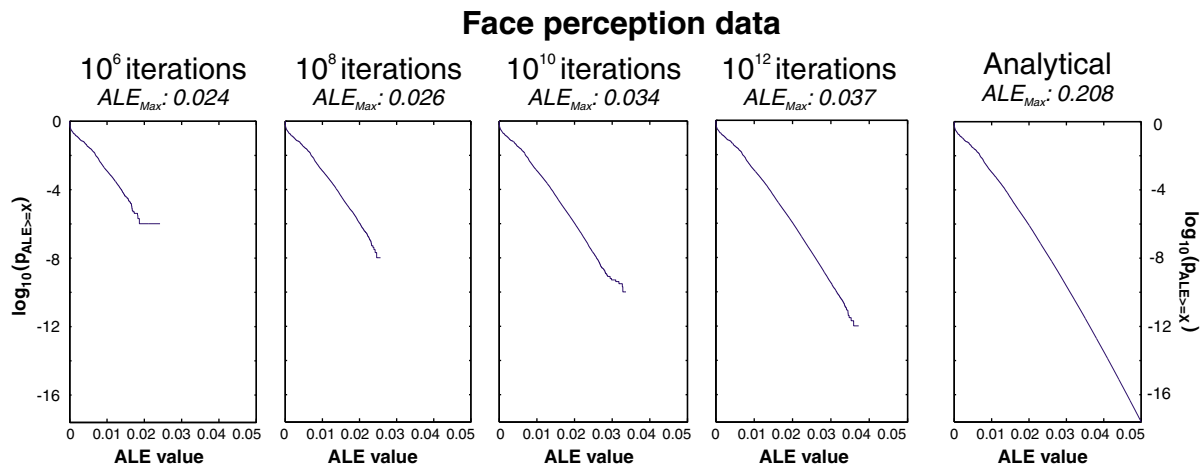 Face perception data
10⁶ iterations
ALE_Max: 0.024
10⁸ iterations
ALE_Max: 0.026
10¹⁰ iterations
ALE_Max: 0.034
10¹² iterations
ALE_Max: 0.037
Analytical
ALE_Max: 0.208
log₁₀(p_ALE>=X)
0
-4
-8
-12
-16
0 0.01 0.02 0.03 0.04 0.05
ALE value
0 0.01 0.02 0.03 0.04 0.05
ALE value
0 0.01 0.02 0.03 0.04 0.05
ALE value
0 0.01 0.02 0.03 0.04 0.05
ALE value
0 0.01 0.02 0.03 0.04 0.05
ALE value
0
-4
-8
-12
-16
log₁₀(p_ALE>=X)